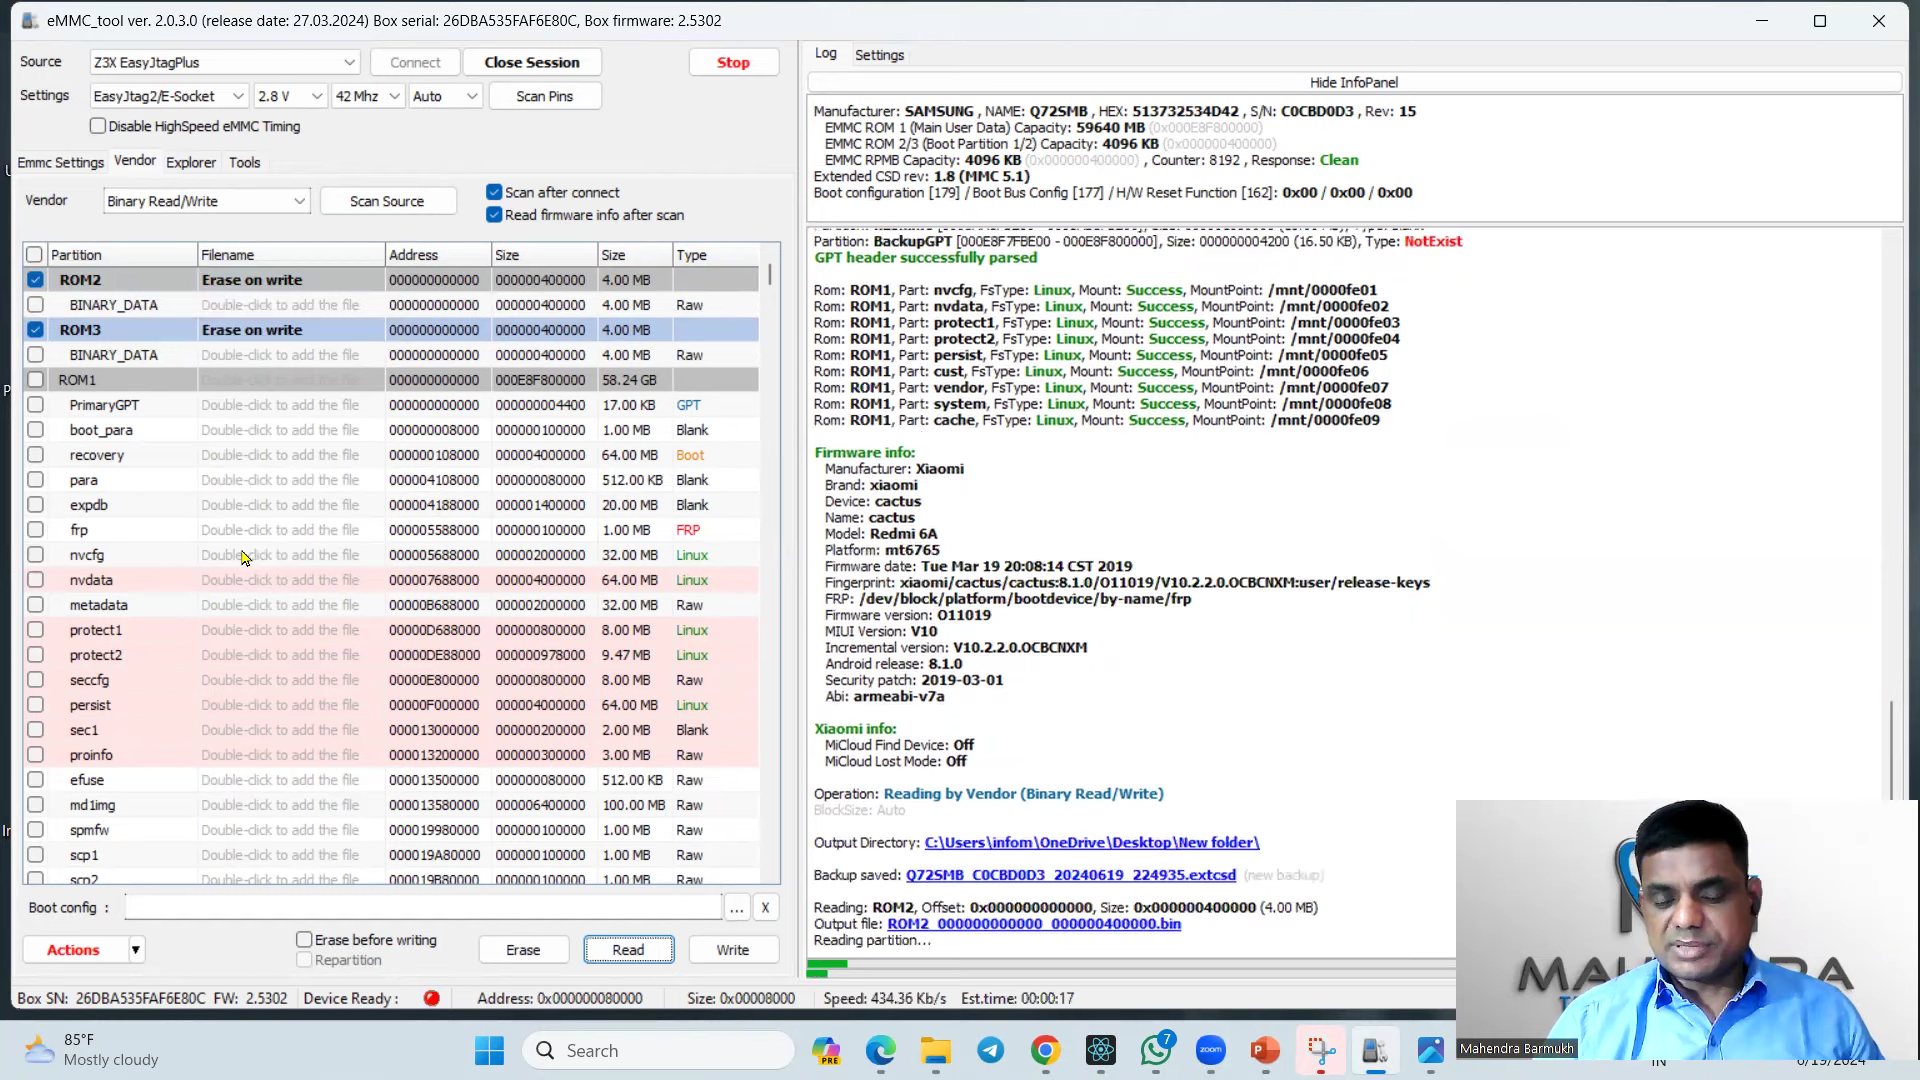 eMMC_tool ver. 2.0.3.0 (release date: 27.03.2024) Box serial: 26DBA535FAF6E80C, Box firmware: 2.5302
Source Z3X EasyJtagPlus Connect Close Session Stop
Settings EasyJtag2/E-Socket 2.8 V 42 Mhz Auto Scan Pins
Disable HighSpeed eMMC Timing
Emmc Settings Vendor Explorer Tools
Vendor Binary Read/Write Scan Source
Scan after connect
Read firmware info after scan
Partition Filename Address Size Size Type
ROM2 Erase on write 000000000000 000000400000 4.00 MB
BINARY_DATA Double-click to add the file 000000000000 000000400000 4.00 MB Raw
ROM3 Erase on write 000000000000 000000400000 4.00 MB
BINARY_DATA Double-click to add the file 000000000000 000000400000 4.00 MB Raw
ROM1 Double-click to add the file 000000000000 000E8F800000 58.24 GB
PrimaryGPT Double-click to add the file 000000000000 000000004400 17.00 KB GPT
boot_para Double-click to add the file 000000008000 000000100000 1.00 MB Blank
recovery Double-click to add the file 000000108000 000004000000 64.00 MB Boot
para Double-click to add the file 000004108000 000000080000 512.00 KB Blank
expdb Double-click to add the file 000004188000 000001400000 20.00 MB Blank
frp Double-click to add the file 000005588000 000000100000 1.00 MB FRP
nvcfg Double-click to add the file 000005688000 000002000000 32.00 MB Linux
nvdata Double-click to add the file 000007688000 000004000000 64.00 MB Linux
metadata Double-click to add the file 00000B688000 000002000000 32.00 MB Raw
protect1 Double-click to add the file 00000D688000 000000800000 8.00 MB Linux
protect2 Double-click to add the file 00000DE88000 000000978000 9.47 MB Linux
seccfg Double-click to add the file 00000E800000 000000800000 8.00 MB Raw
persist Double-click to add the file 00000F000000 000004000000 64.00 MB Linux
sec1 Double-click to add the file 000013000000 000000200000 2.00 MB Blank
proinfo Double-click to add the file 000013200000 000000300000 3.00 MB Raw
efuse Double-click to add the file 000013500000 000000080000 512.00 KB Raw
md1img Double-click to add the file 000013580000 000006400000 100.00 MB Raw
spmfw Double-click to add the file 000019980000 000000100000 1.00 MB Raw
scp1 Double-click to add the file 000019A80000 000000100000 1.00 MB Raw
scp2 Double-click to add the file 000019B80000 000000100000 1.00 MB Raw
Boot config : ... X
Actions Erase before writing Erase Read Write
Repartition
Box SN: 26DBA535FAF6E80C FW: 2.5302 Device Ready : Address: 0x000000080000 Size: 0x00008000 Speed: 434.36 Kb/s Est.time: 00:00:17
Log Settings
Hide InfoPanel
Manufacturer: SAMSUNG , NAME: Q72SMB , HEX: 513732534D42 , S/N: C0CBD0D3 , Rev: 15
EMMC ROM 1 (Main User Data) Capacity: 59640 MB (0x000E8F800000)
EMMC ROM 2/3 (Boot Partition 1/2) Capacity: 4096 KB (0x000000400000)
EMMC RPMB Capacity: 4096 KB (0x000000400000) , Counter: 8192 , Response: Clean
Extended CSD rev: 1.8 (MMC 5.1)
Boot configuration [179] / Boot Bus Config [177] / H/W Reset Function [162]: 0x00 / 0x00 / 0x00
Partition: BackupGPT [000E8F7FBE00 - 000E8F800000], Size: 000000004200 (16.50 KB), Type: NotExist
GPT header successfully parsed
Rom: ROM1, Part: nvcfg, FsType: Linux, Mount: Success, MountPoint: /mnt/0000fe01
Rom: ROM1, Part: nvdata, FsType: Linux, Mount: Success, MountPoint: /mnt/0000fe02
Rom: ROM1, Part: protect1, FsType: Linux, Mount: Success, MountPoint: /mnt/0000fe03
Rom: ROM1, Part: protect2, FsType: Linux, Mount: Success, MountPoint: /mnt/0000fe04
Rom: ROM1, Part: persist, FsType: Linux, Mount: Success, MountPoint: /mnt/0000fe05
Rom: ROM1, Part: cust, FsType: Linux, Mount: Success, MountPoint: /mnt/0000fe06
Rom: ROM1, Part: vendor, FsType: Linux, Mount: Success, MountPoint: /mnt/0000fe07
Rom: ROM1, Part: system, FsType: Linux, Mount: Success, MountPoint: /mnt/0000fe08
Rom: ROM1, Part: cache, FsType: Linux, Mount: Success, MountPoint: /mnt/0000fe09
Firmware info:
Manufacturer: Xiaomi
Brand: xiaomi
Device: cactus
Name: cactus
Model: Redmi 6A
Platform: mt6765
Firmware date: Tue Mar 19 20:08:14 CST 2019
Fingerprint: xiaomi/cactus/cactus:8.1.0/O11019/V10.2.2.0.OCBCNXM:user/release-keys
FRP: /dev/block/platform/bootdevice/by-name/frp
Firmware version: O11019
MIUI Version: V10
Incremental version: V10.2.2.0.OCBCNXM
Android release: 8.1.0
Security patch: 2019-03-01
Abi: armeabi-v7a
Xiaomi info:
MiCloud Find Device: Off
MiCloud Lost Mode: Off
Operation: Reading by Vendor (Binary Read/Write)
BlockSize: Auto
Output Directory: C:\Users\infom\OneDrive\Desktop\New folder\
Backup saved: Q72SMB_C0CBD0D3_20240619_224935.extcsd (new backup)
Reading: ROM2, Offset: 0x000000000000, Size: 0x000000400000 (4.00 MB)
Output file: ROM2_000000000000_000000400000.bin
Reading partition...
Mahendra Barmukh
85°F
Mostly cloudy
Search
PRE
7
zoom
IN
6/19/2024